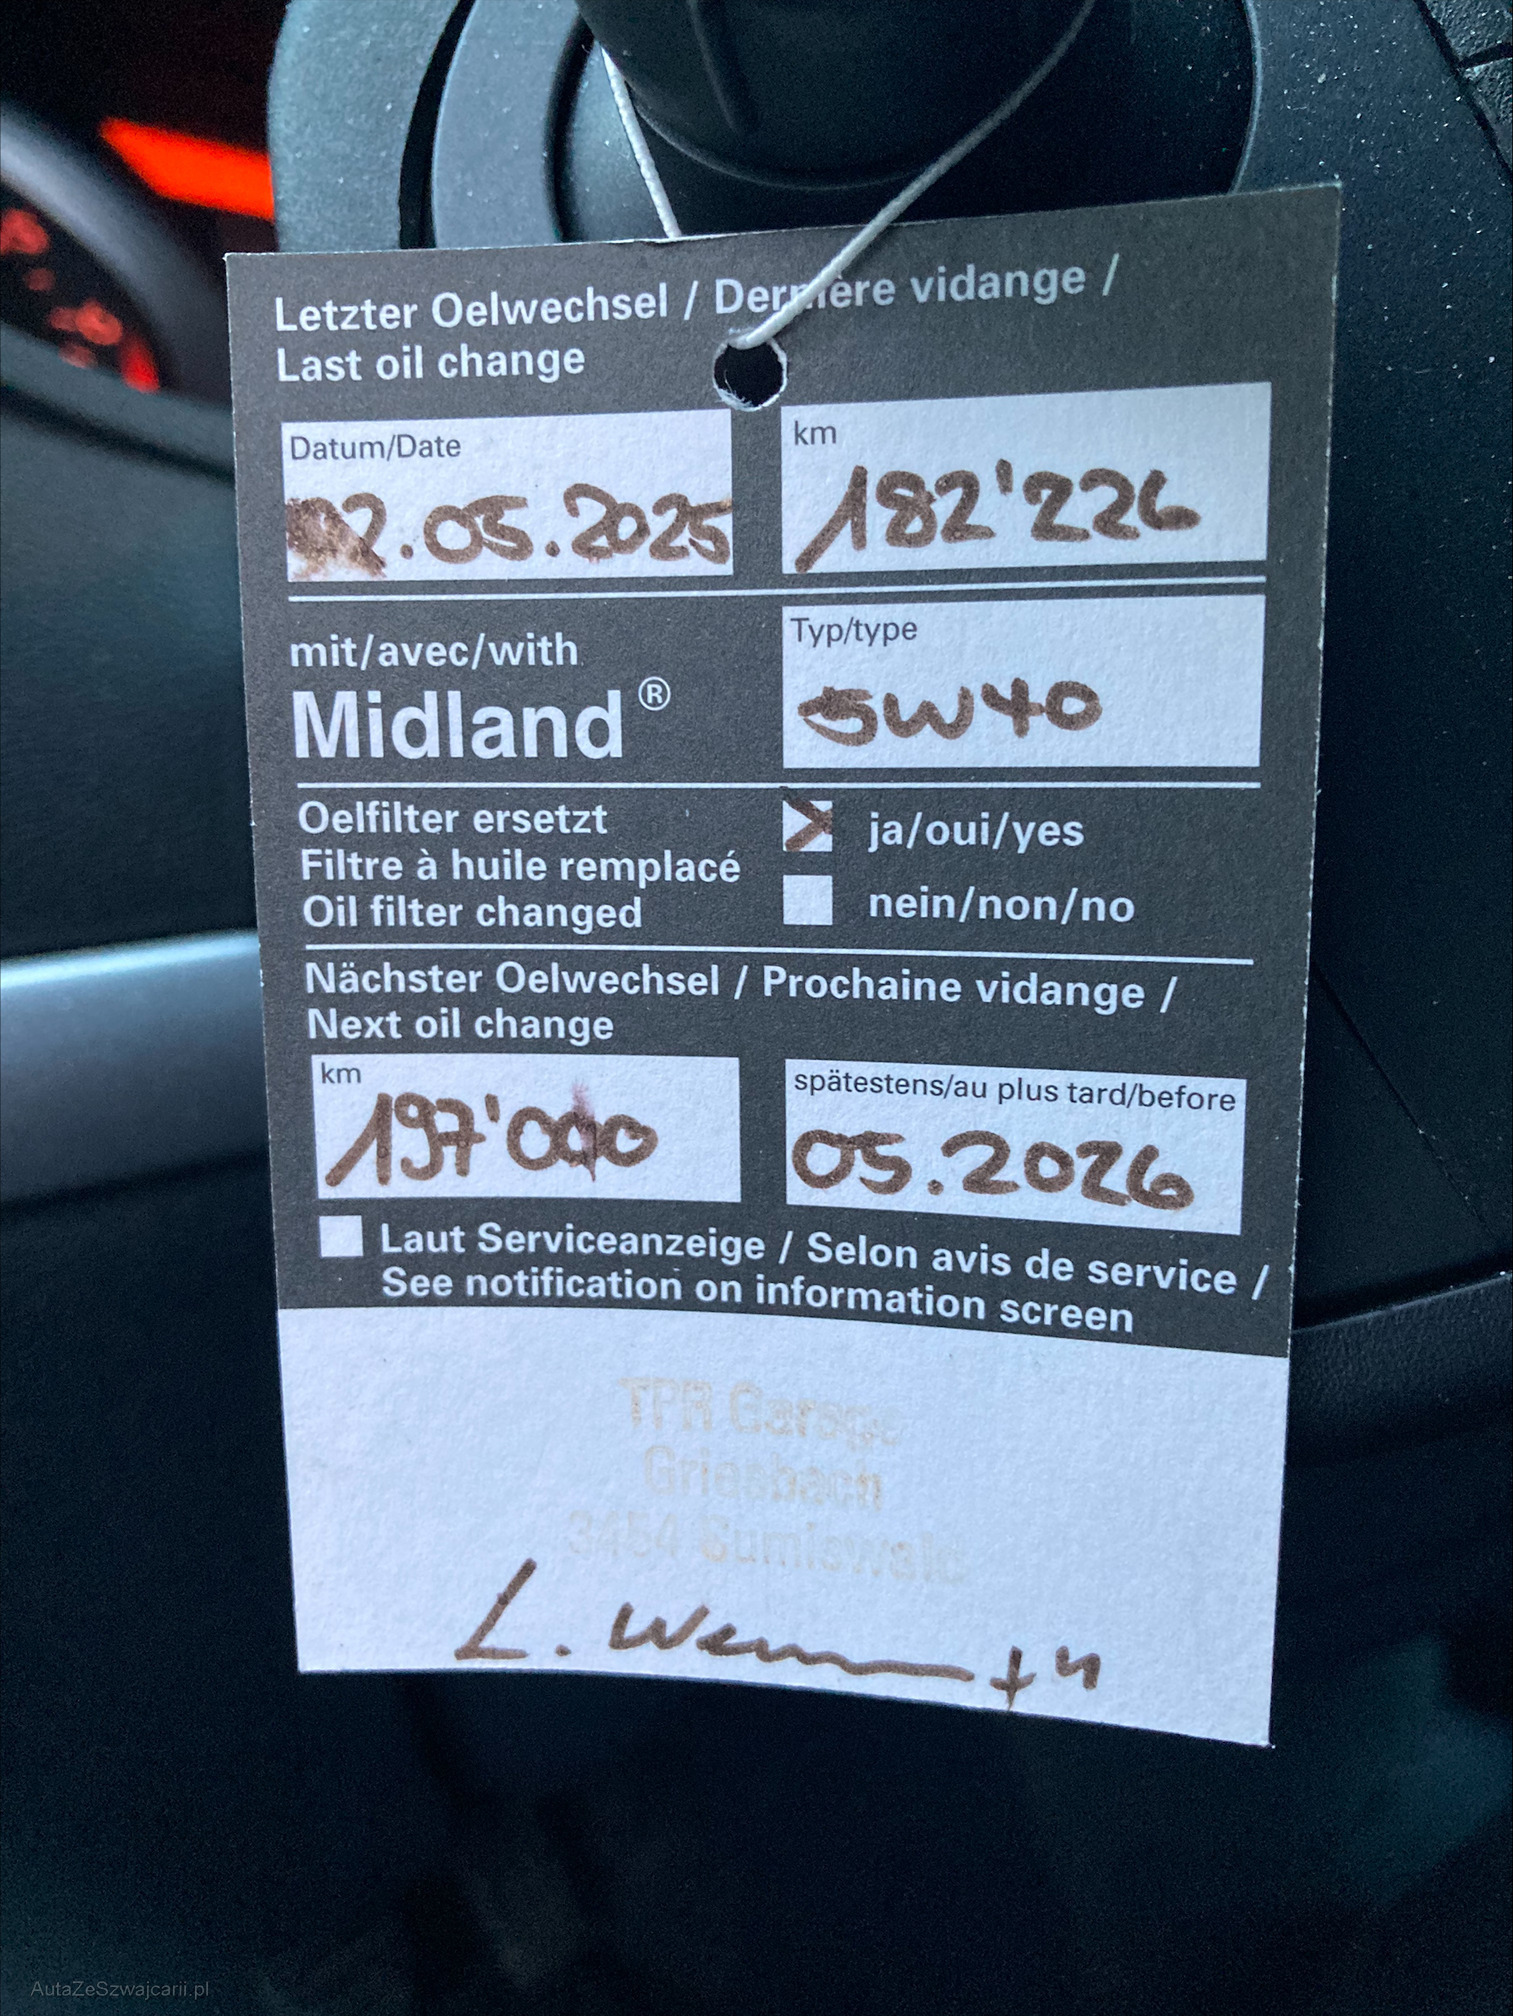 Letzter Oelwechsel / Dernière vidange /
Last oil change
Datum/Date
02.05.2025
km
182'226
mit/avec/with
Midland®
Typ/type
5W40
Oelfilter ersetzt
Filtre à huile remplacé
Oil filter changed
ja/oui/yes
nein/non/no
Nächster Oelwechsel / Prochaine vidange /
Next oil change
km
197'000
spätestens/au plus tard/before
05.2026
Laut Serviceanzeige / Selon avis de service /
See notification on information screen
TPR Garage
Griesbach
3454 Sumiswald
L.
AutaZeSzwajcarii.pl